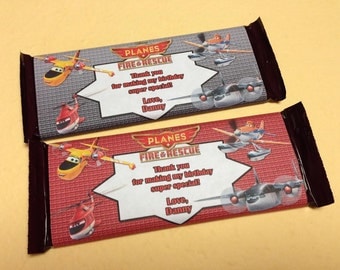 PLANES
FIRE & RESCUE
Thank you
for making my birthday
super special!
Love,
Danny
PLANES
FIRE & RESCUE
Thank you
for making my birthday
super special!
Love,
Danny